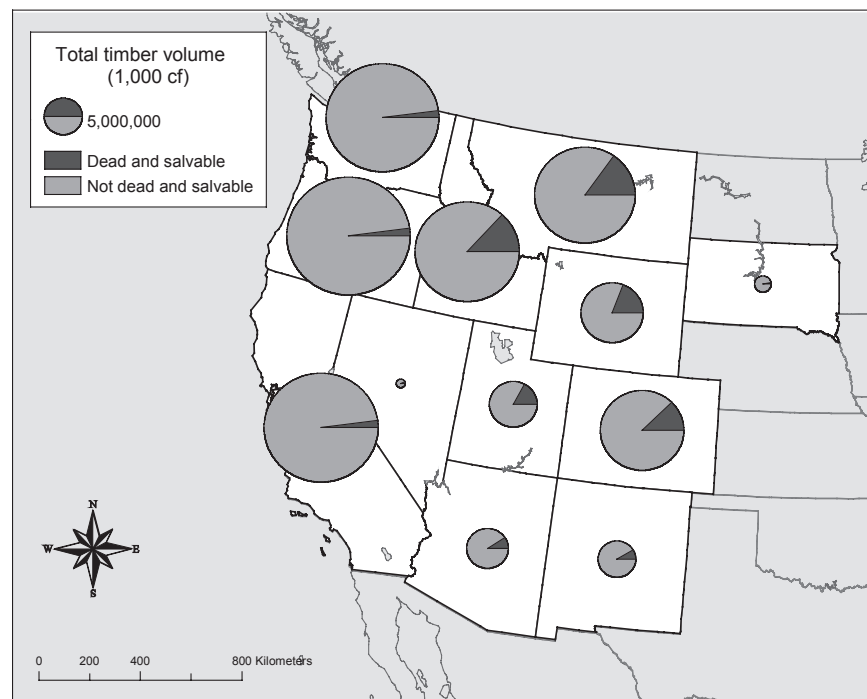 Total timber volume
(1,000 cf)
5,000,000
Dead and salvable
Not dead and salvable
N
W E
S
0 200 400 800 Kilometers